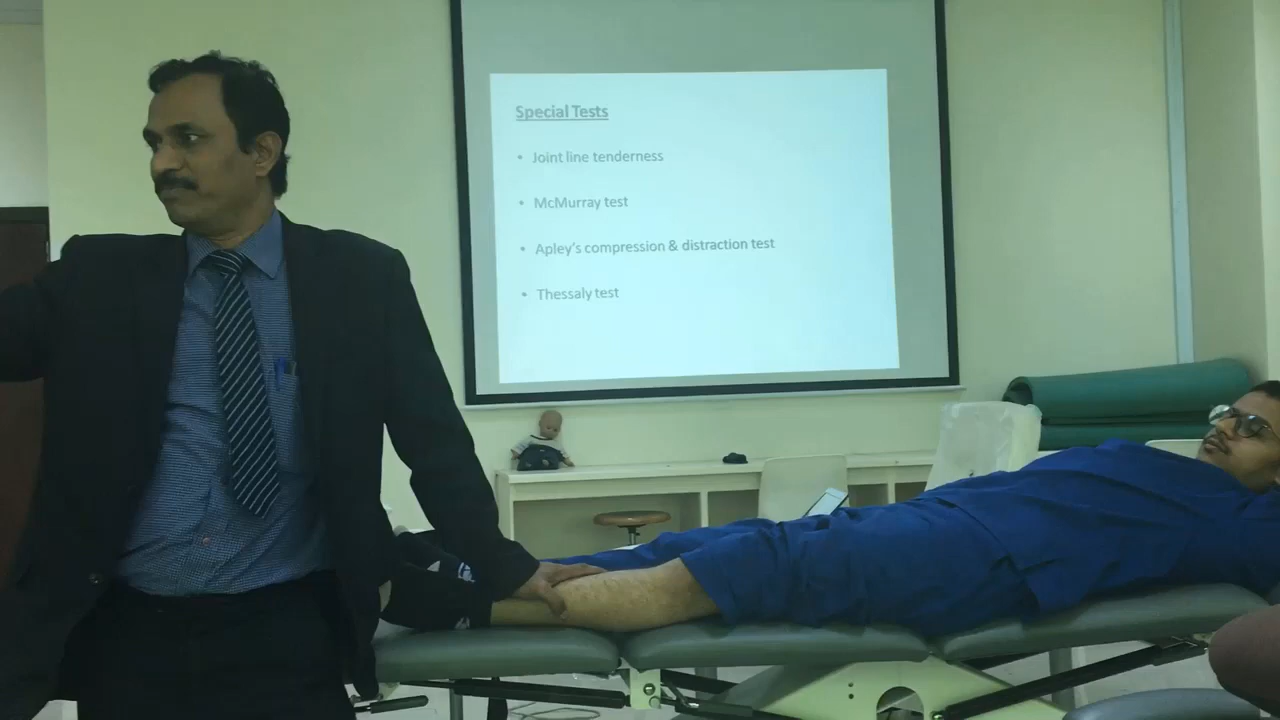 Special Tests
• Joint line tenderness
• McMurray test
• Apley's compression & distraction test
• Thessaly test